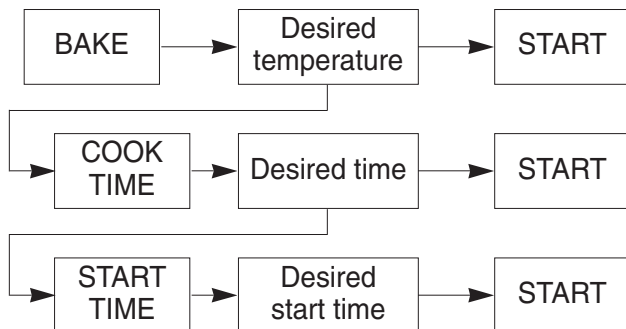 BAKE
Desired
temperature
START
COOK
TIME
Desired time
START
START
TIME
Desired
start time
START